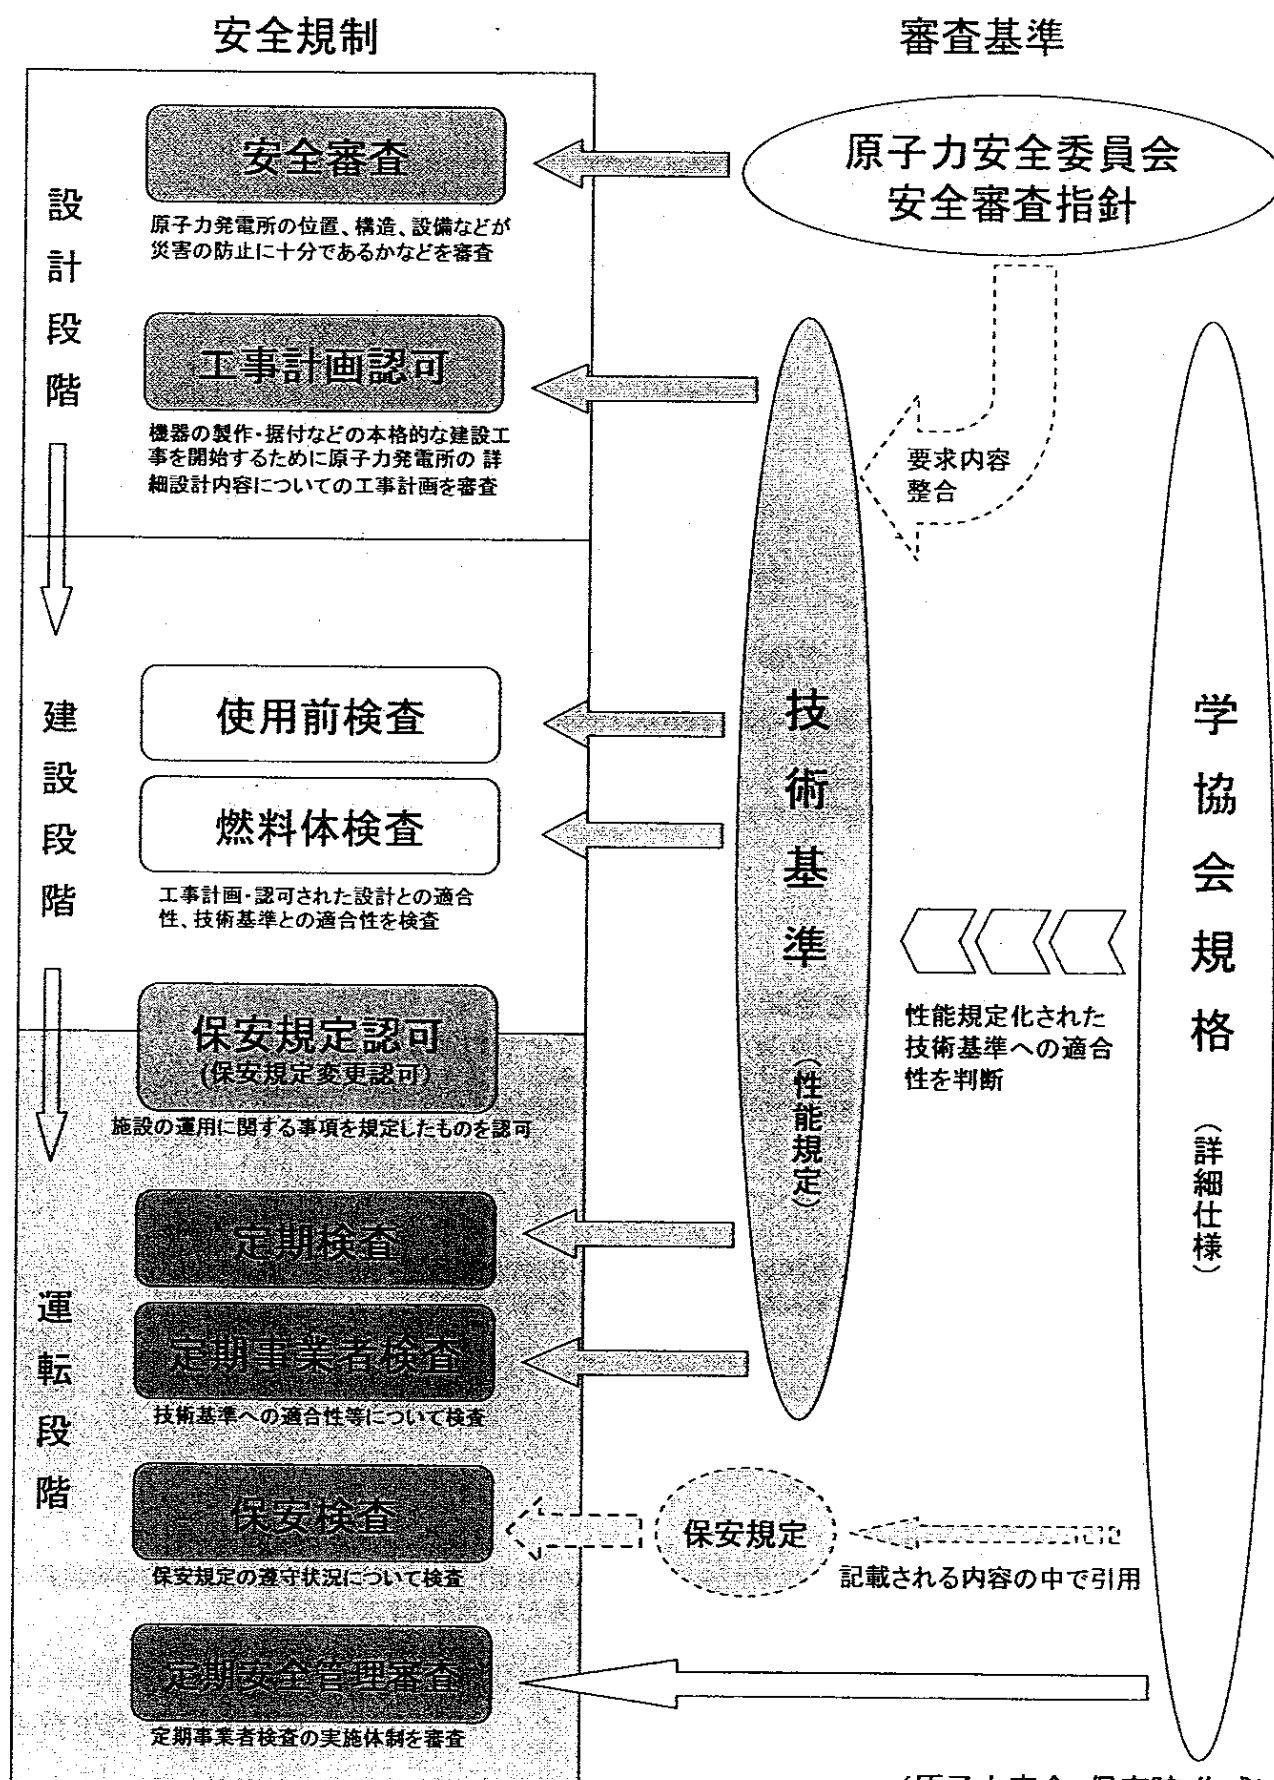 安全規制
審査基準
設計段階
安全審査
原子力発電所の位置、構造、設備などが
災害の防止に十分であるかなどを審査
原子力安全委員会
安全審査指針
工事計画認可
機器の製作・据付などの本格的な建設工
事を開始するために原子力発電所の 詳
細設計内容についての工事計画を審査
要求内容
整合
建設段階
使用前検査
燃料体検査
工事計画・認可された設計との適合
性、技術基準との適合性を検査
技術基準
(性能規定)
学協会規格
(詳細仕様)
性能規定化された
技術基準への適合
性を判断
保安規定認可
(保安規定変更認可)
施設の運用に関する事項を規定したものを認可
運転段階
定期検査
定期事業者検査
技術基準への適合性等について検査
保安検査
保安規定の遵守状況について検査
保安規定
記載される内容の中で引用
定期安全管理審査
定期事業者検査の実施体制を審査